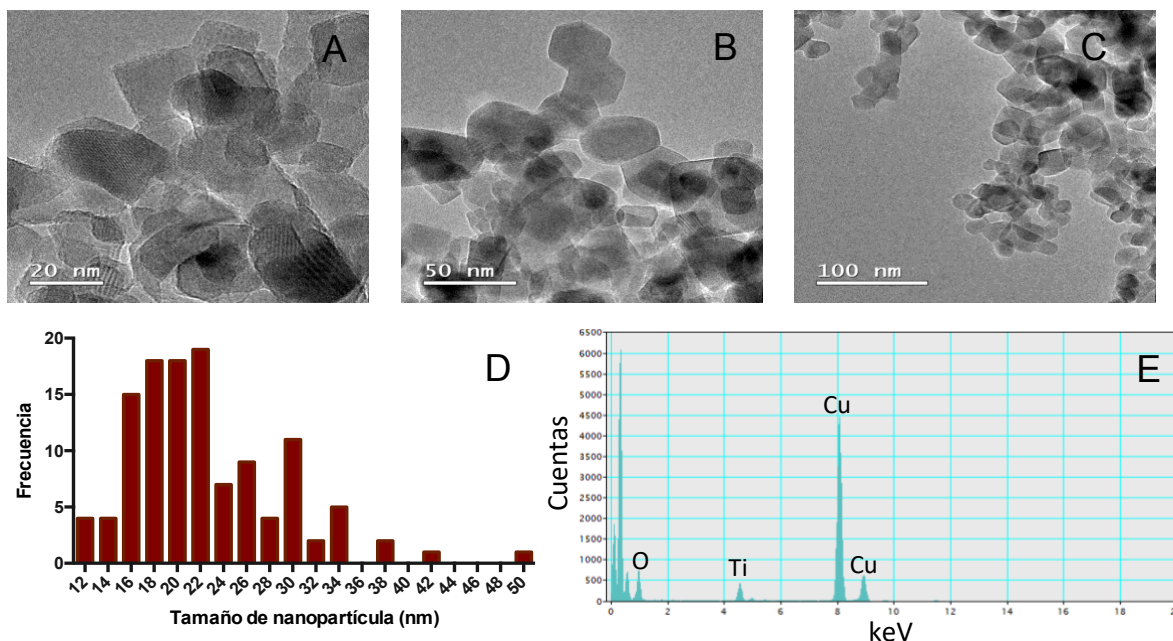 A
B
C
20 nm
50 nm
100 nm
D
20
15
10
5
0
Frecuencia
12 14 16 18 20 22 24 26 28 30 32 34 36 38 40 42 44 46 48 50
Tamaño de nanopartícula (nm)
E
6500
6000
5500
5000
4500
4000
3500
3000
2500
2000
1500
1000
500
0
Cuentas
Cu
O
Ti
Cu
0 2 4 6 8 10 12 14 16 18
keV